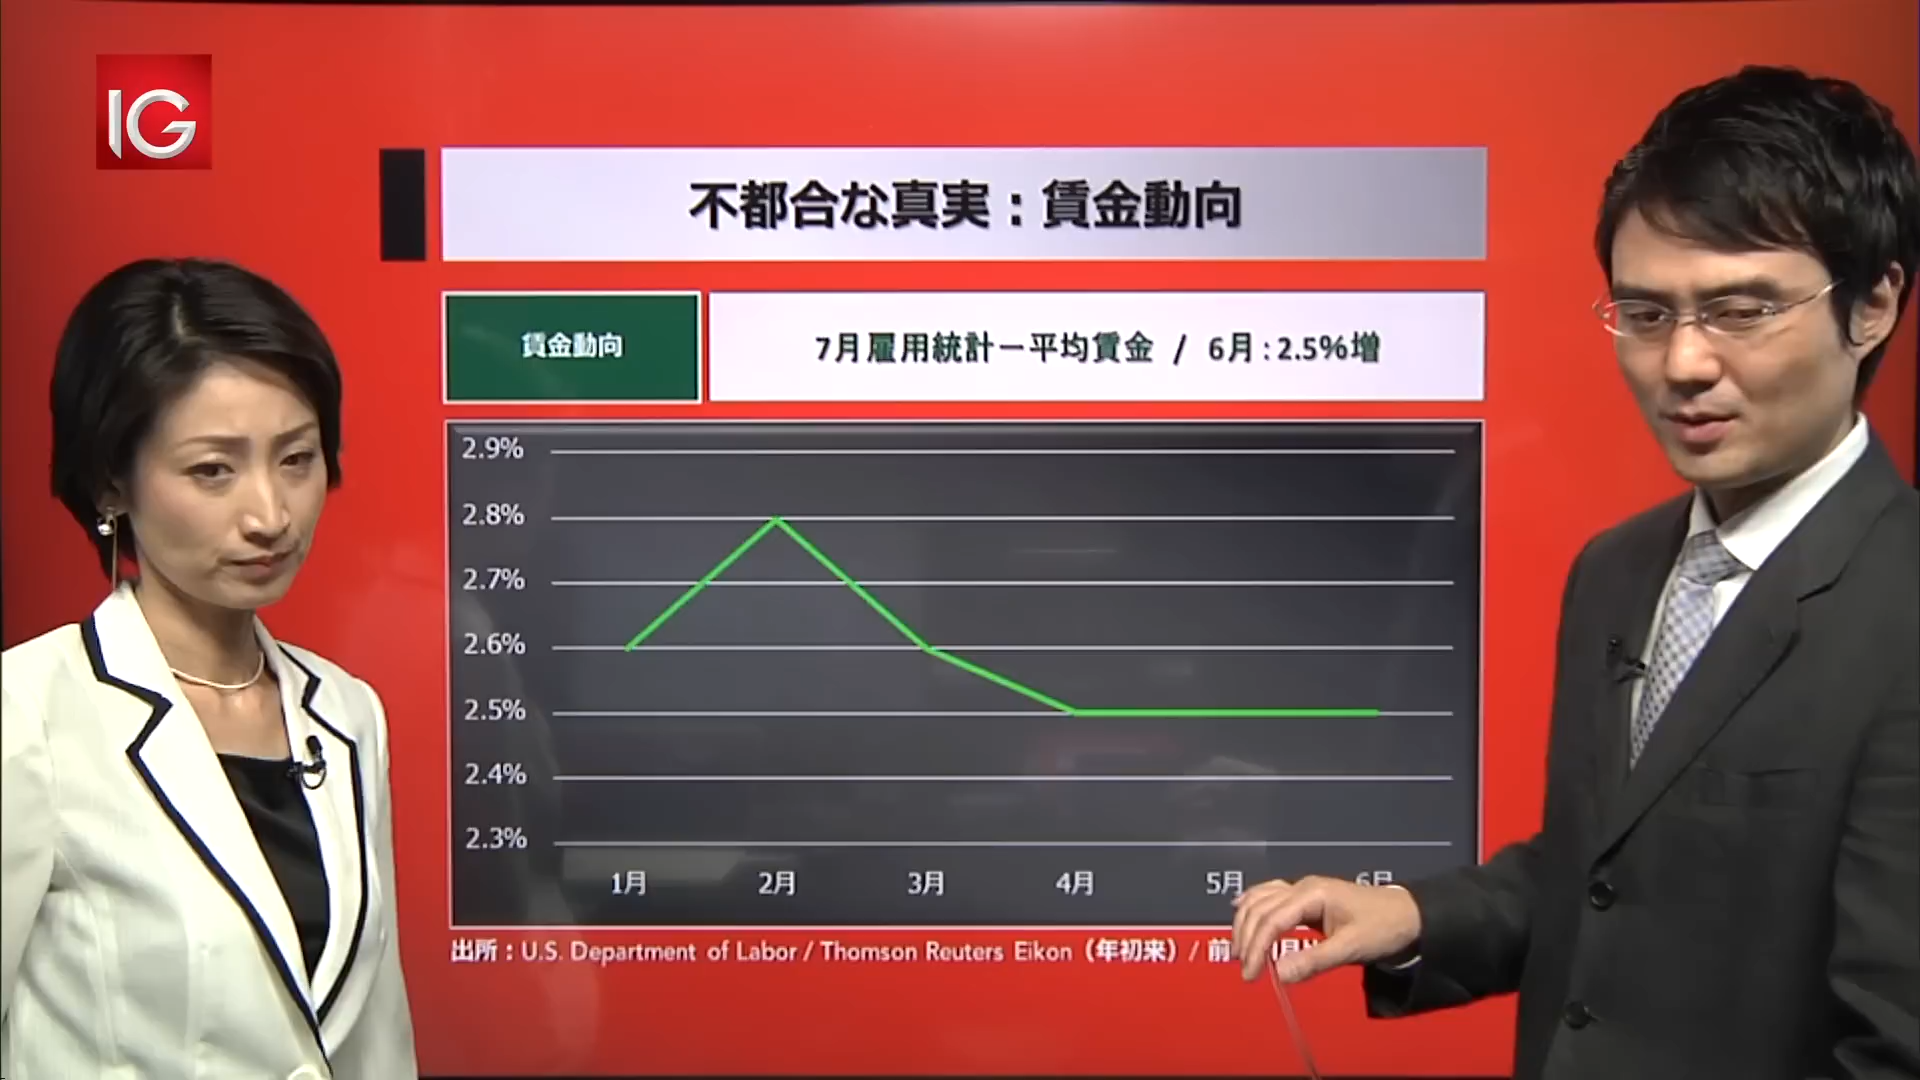 IG
不都合な真実：賃金動向
賃金動向
7月雇用統計－平均賃金 / 6月：2.5%増
2.9%
2.8%
2.7%
2.6%
2.5%
2.4%
2.3%
1月 2月 3月 4月 5月 6月
出所：U.S. Department of Labor / Thomson Reuters Eikon（年初来）/ 前